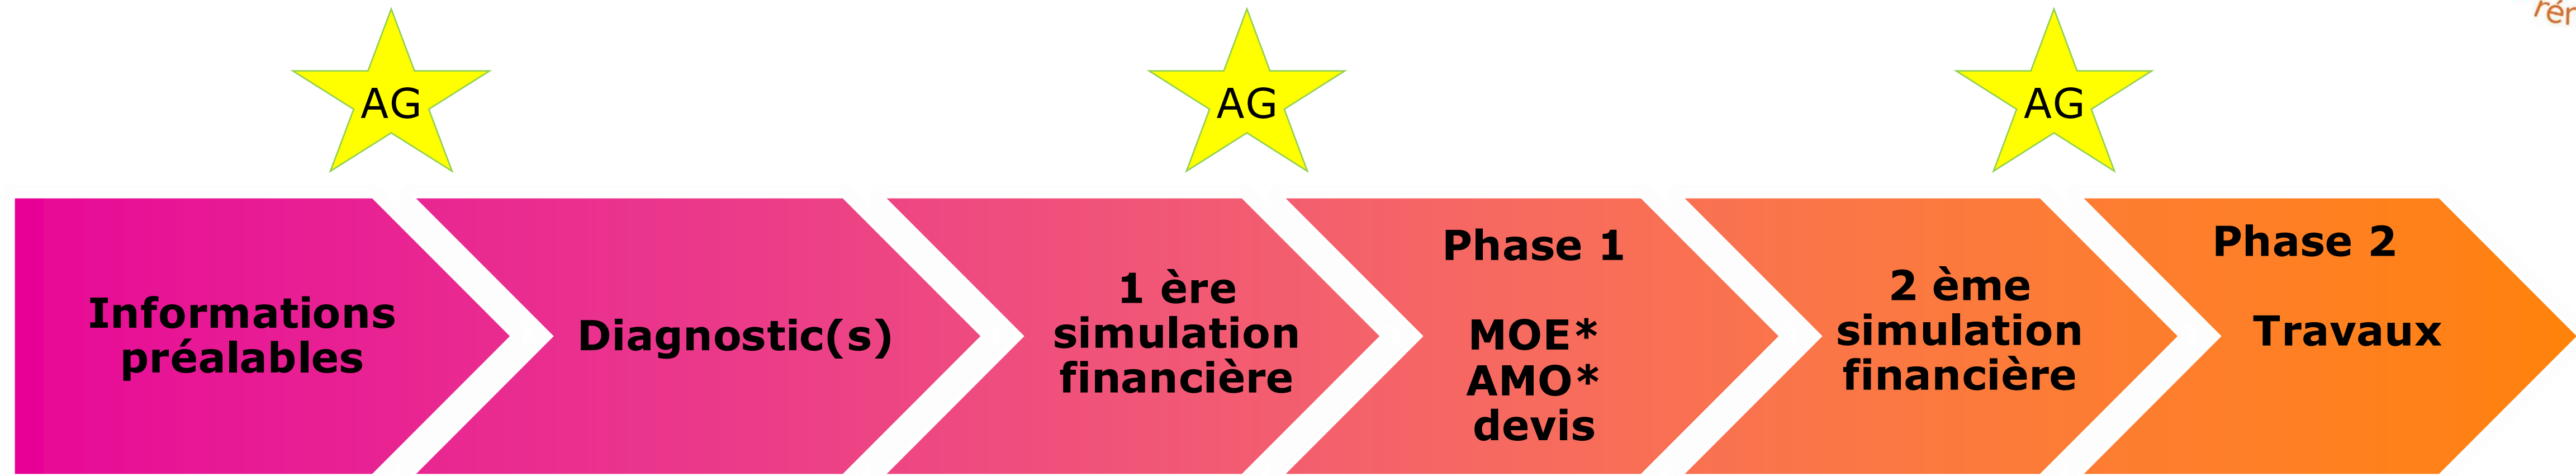 AG
AG
AG
Informations
préalables
Diagnostic(s)
1 ère
simulation
financière
Phase 1
MOE*
AMO*
devis
2 ème
simulation
financière
Phase 2
Travaux